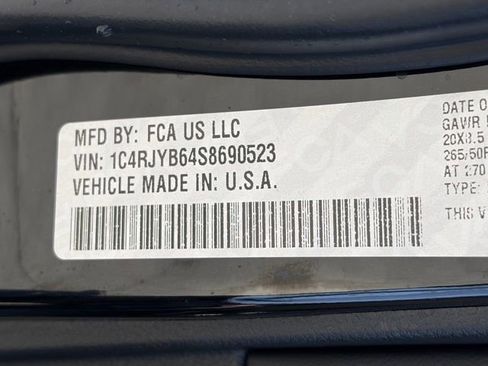 MFD BY: FCA US LLC
VIN: 1C4RJYB64S8690523
VEHICLE MADE IN: U.S.A.
DATE O
GAWR
20X8.5
265/50R
AT 270
TYPE:
THIS V